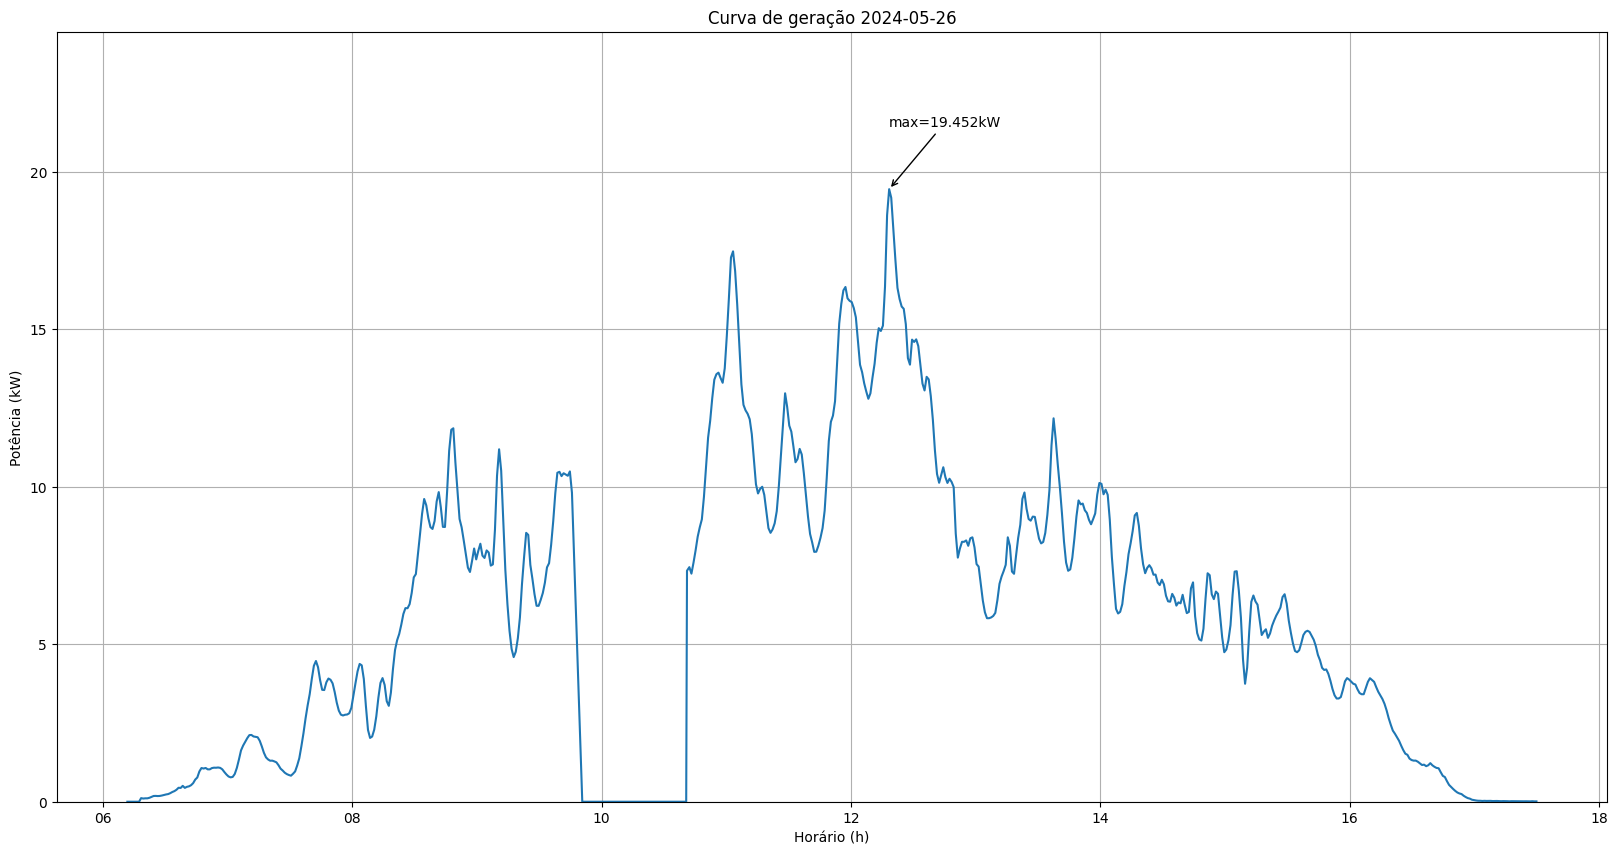 Curva de geração 2024-05-26
max=19.452kW
Potência (kW)
20
15
10
5
0
06 08 10 12 14 16 18
Horário (h)